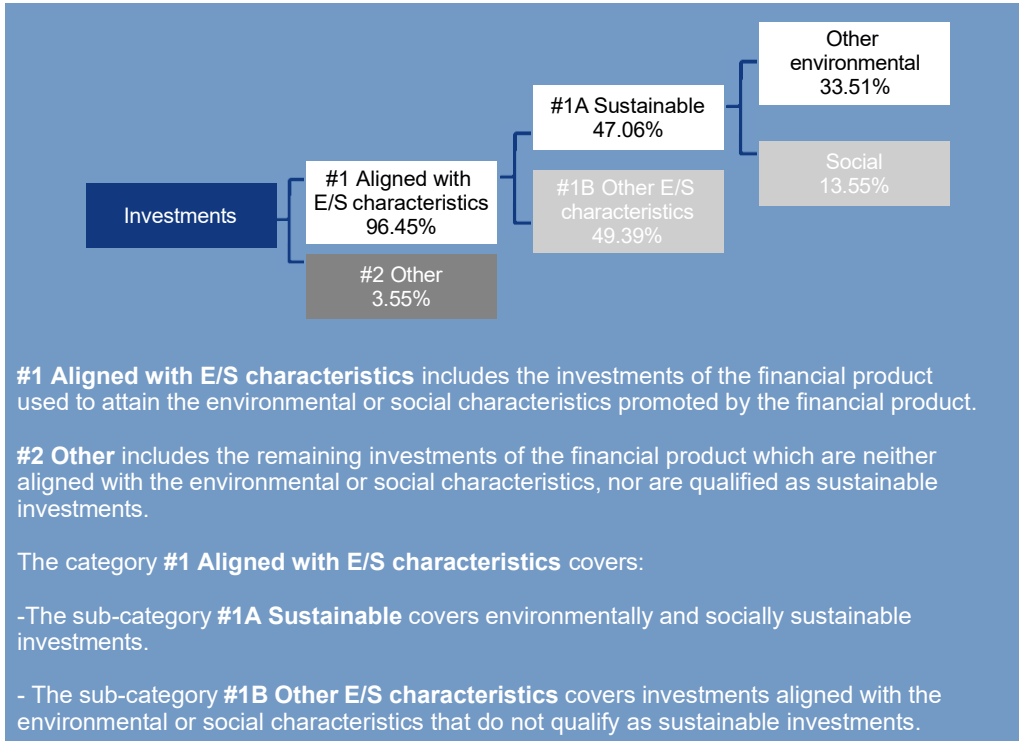 Other
environmental
33.51%
#1A Sustainable
47.06%
Social
13.55%
#1 Aligned with
E/S characteristics
96.45%
#1B Other E/S
characteristics
49.39%
Investments
#2 Other
3.55%
#1 Aligned with E/S characteristics includes the investments of the financial product
used to attain the environmental or social characteristics promoted by the financial product.
#2 Other includes the remaining investments of the financial product which are neither
aligned with the environmental or social characteristics, nor are qualified as sustainable
investments.
The category #1 Aligned with E/S characteristics covers:
-The sub-category #1A Sustainable covers environmentally and socially sustainable
investments.
- The sub-category #1B Other E/S characteristics covers investments aligned with the
environmental or social characteristics that do not qualify as sustainable investments.